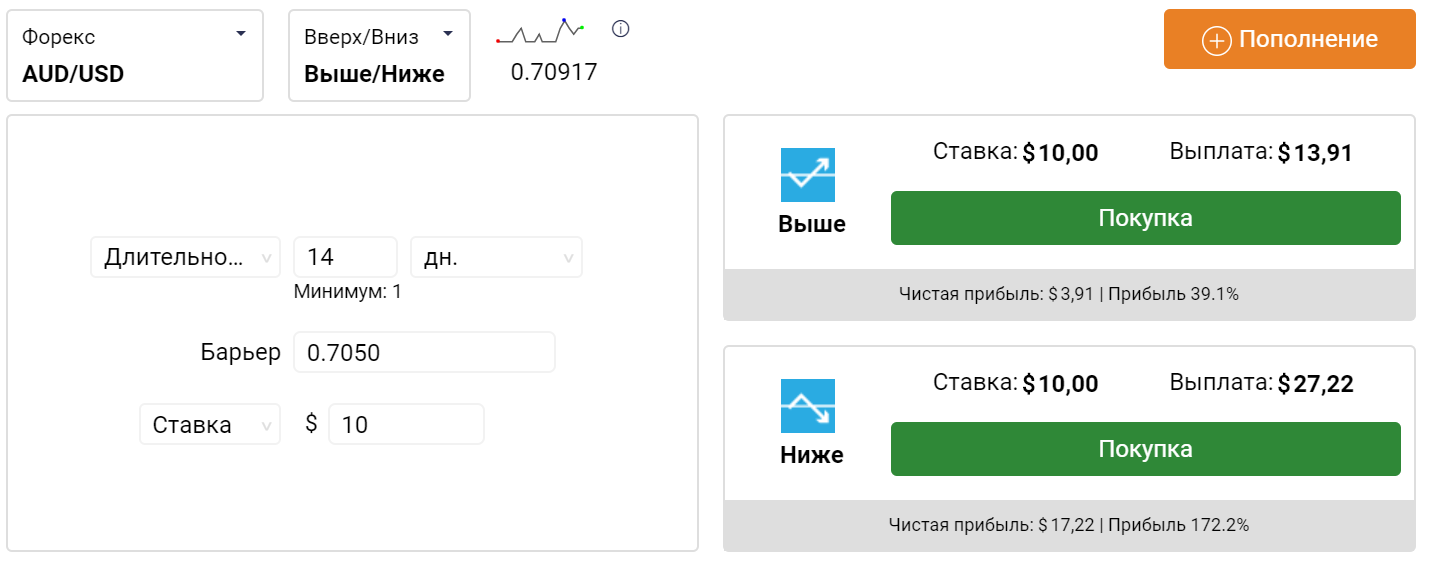 Форекс
AUD/USD
Вверх/Вниз
Выше/Ниже
0.70917
Пополнение
Длительно...
14
дн.
Минимум: 1
Барьер
0.7050
Ставка
$
10
Ставка: $10,00
Выплата: $13,91
Выше
Покупка
Чистая прибыль: $3,91 | Прибыль 39.1%
Ставка: $10,00
Выплата: $27,22
Ниже
Покупка
Чистая прибыль: $17,22 | Прибыль 172.2%